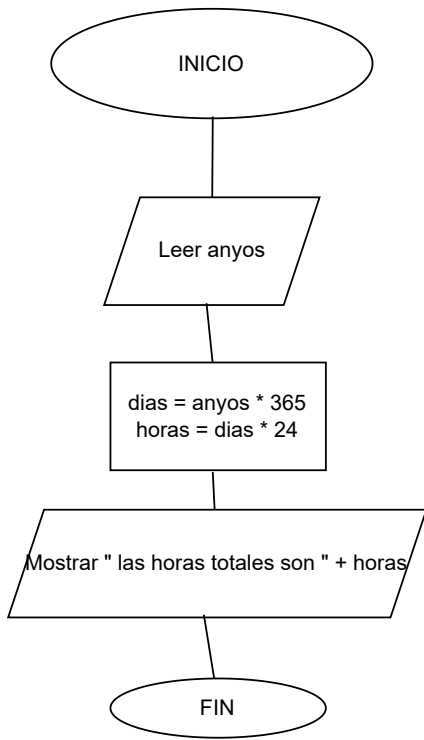 INICIO
Leer anyos
dias = anyos * 365
horas = dias * 24
Mostrar " las horas totales son " + horas
FIN